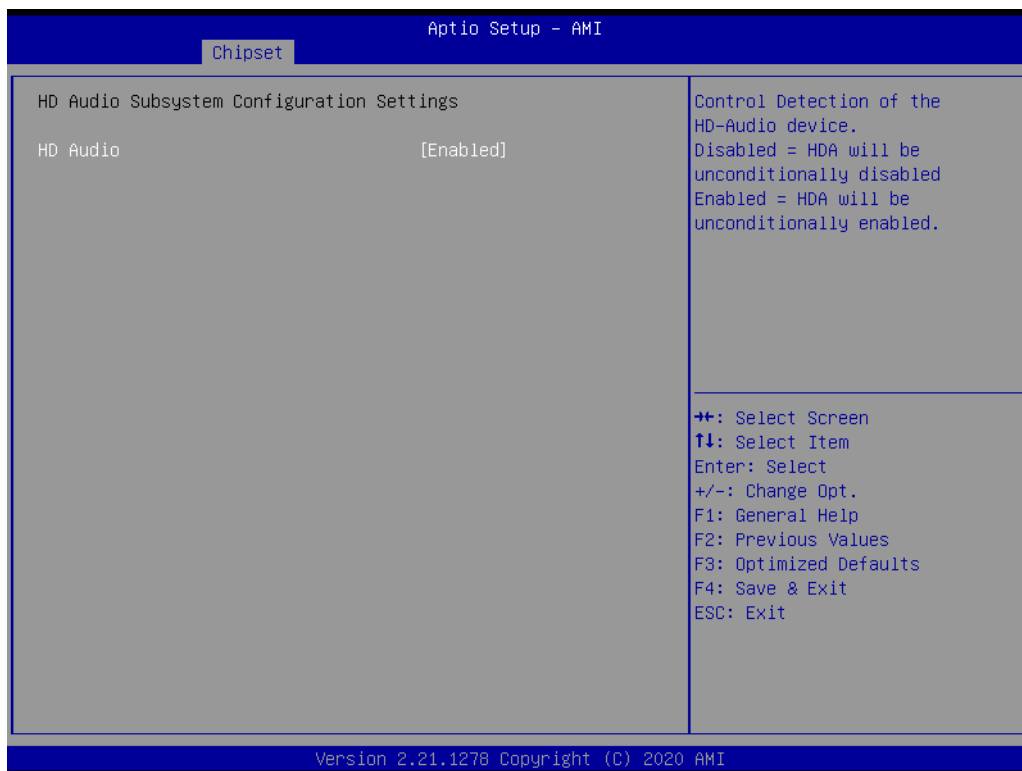 Aptio Setup – AMI
Chipset
HD Audio Subsystem Configuration Settings
HD Audio [Enabled]
Control Detection of the
HD-Audio device.
Disabled = HDA will be
unconditionally disabled
Enabled = HDA will be
unconditionally enabled.
→←: Select Screen
↑↓: Select Item
Enter: Select
+/-: Change Opt.
F1: General Help
F2: Previous Values
F3: Optimized Defaults
F4: Save & Exit
ESC: Exit
Version 2.21.1278 Copyright (C) 2020 AMI